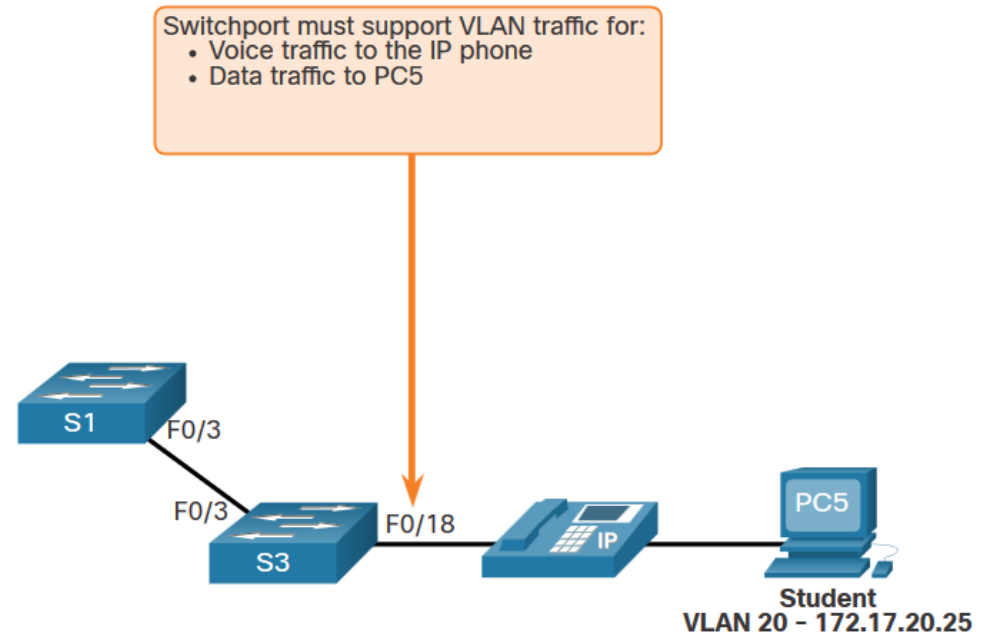 Switchport must support VLAN traffic for:
• Voice traffic to the IP phone
• Data traffic to PC5
S1
F0/3
F0/3
S3
F0/18
IP
PC5
Student
VLAN 20 - 172.17.20.25